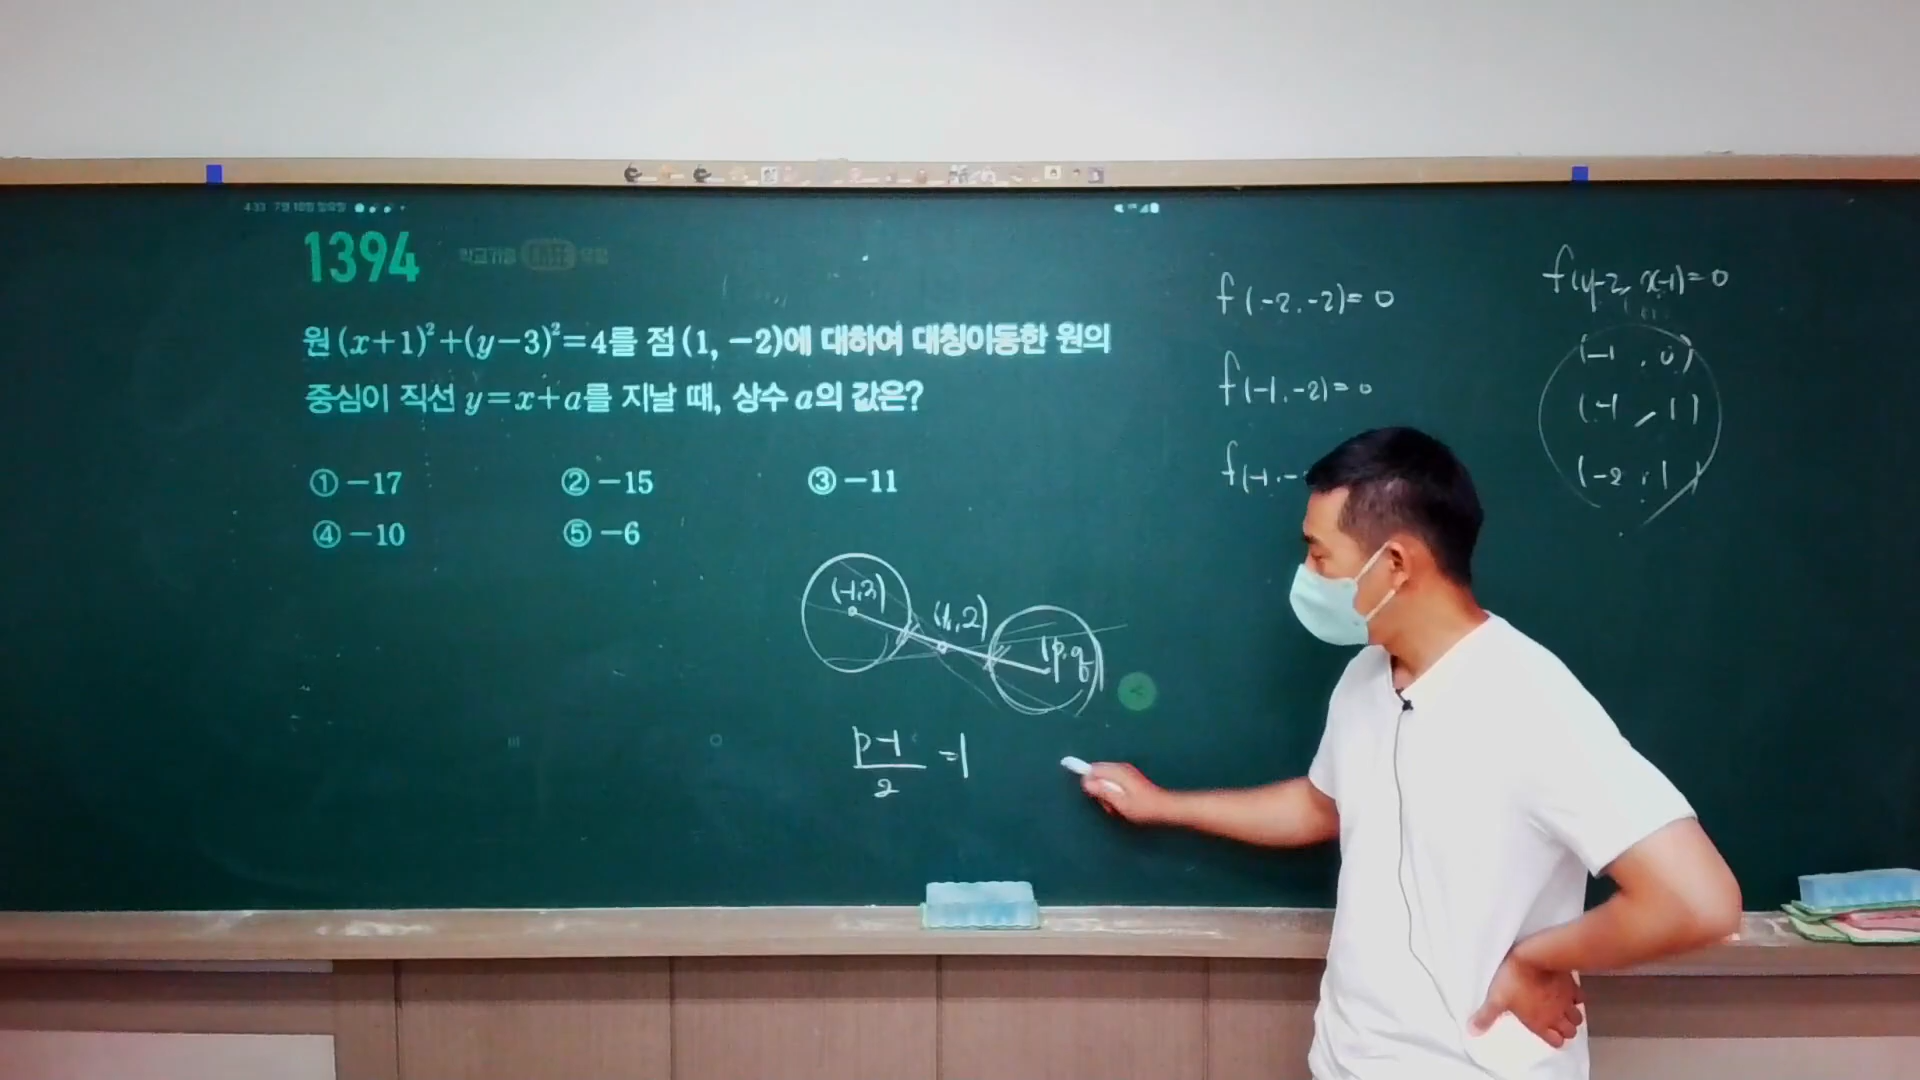 1394
원 (x+1)²+(y−3)²=4를 점 (1, −2)에 대하여 대칭이동한 원의
중심이 직선 y=x+a를 지날 때, 상수 a의 값은?
① −17 ② −15 ③ −11
④ −10 ⑤ −6
(-1,3)
(1,2)
(p,q)
p-1
2
=1
f(-2,-2)=0
f(-1,-2)=0
f(-1,-
f(y-2, x-1)=0
(-1, 0)
(-1, 1)
(-2, 1)